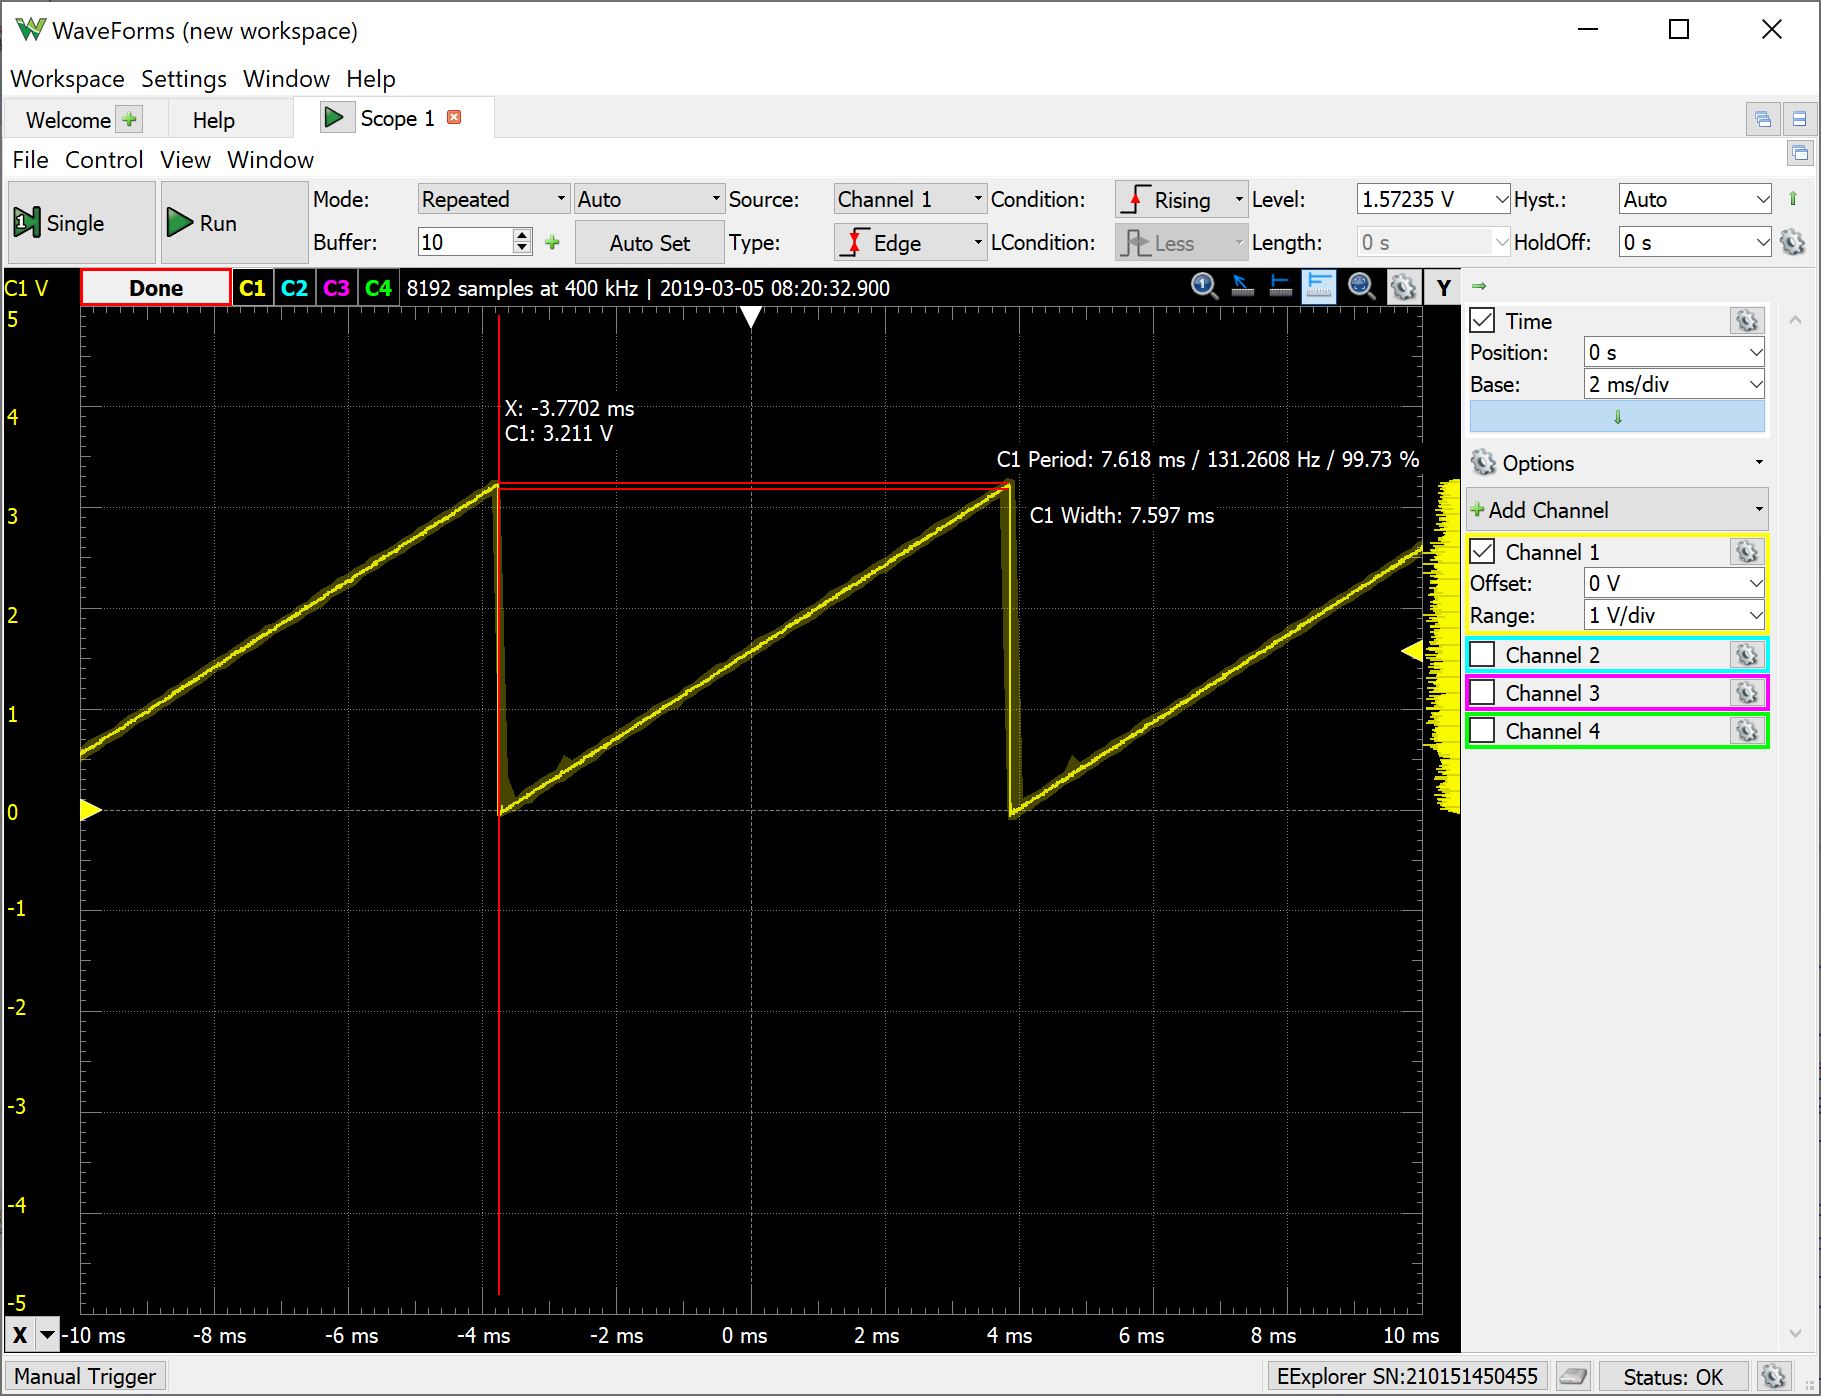 WaveForms (new workspace)
Workspace Settings Window Help
Welcome Help Scope 1
File Control View Window
Single Run Mode: Repeated Auto Source: Channel 1 Condition: Rising Level: 1.57235 V Hyst.: Auto
Buffer: 10 Auto Set Type: Edge LCondition: Less Length: 0 s HoldOff: 0 s
C1 V Done C1 C2 C3 C4 8192 samples at 400 kHz | 2019-03-05 08:20:32.900 Y
5
4
3
2
1
0
-1
-2
-3
-4
-5
X: -3.7702 ms
C1: 3.211 V
C1 Period: 7.618 ms / 131.2608 Hz / 99.73 %
C1 Width: 7.597 ms
X -10 ms -8 ms -6 ms -4 ms -2 ms 0 ms 2 ms 4 ms 6 ms 8 ms 10 ms
Time
Position: 0 s
Base: 2 ms/div
Options
Add Channel
Channel 1
Offset: 0 V
Range: 1 V/div
Channel 2
Channel 3
Channel 4
Manual Trigger EExplorer SN:210151450455 Status: OK